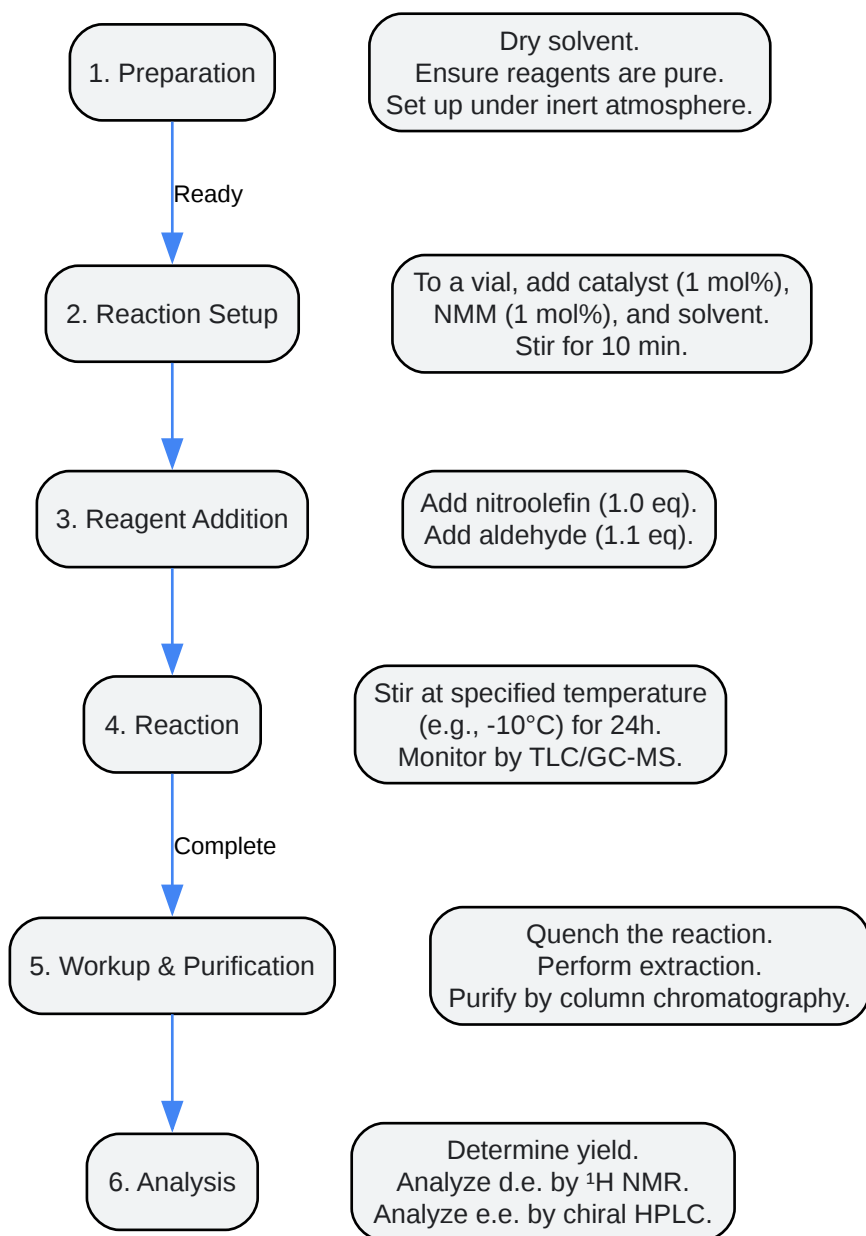 1. Preparation
Dry solvent.
Ensure reagents are pure.
Set up under inert atmosphere.
Ready
2. Reaction Setup
To a vial, add catalyst (1 mol%),
NMM (1 mol%), and solvent.
Stir for 10 min.
3. Reagent Addition
Add nitroolefin (1.0 eq).
Add aldehyde (1.1 eq).
4. Reaction
Stir at specified temperature
(e.g., -10°C) for 24h.
Monitor by TLC/GC-MS.
Complete
5. Workup & Purification
Quench the reaction.
Perform extraction.
Purify by column chromatography.
6. Analysis
Determine yield.
Analyze d.e. by ¹H NMR.
Analyze e.e. by chiral HPLC.